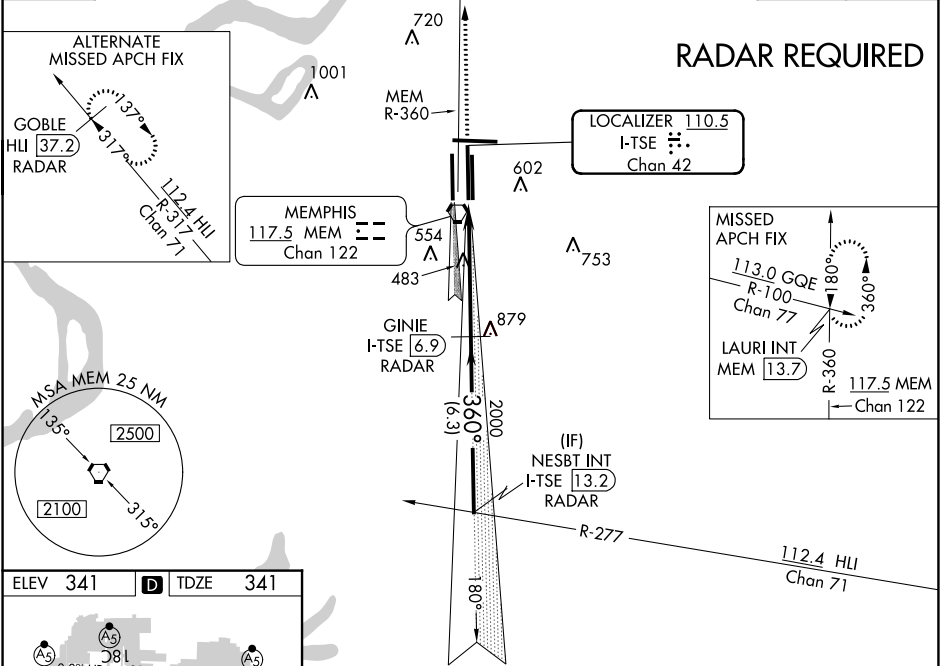 720
ALTERNATE
MISSED APCH FIX
RADAR REQUIRED
1001
137°
MEM
R-360
GOBLE
HLI 37.2
RADAR
317°
112.4 HLI
R-317
Chan 71
LOCALIZER 110.5
I-TSE
Chan 42
602
MEMPHIS
117.5 MEM
Chan 122
554
483
753
MISSED
APCH FIX
180°
360°
113.0 GQE
R-100
Chan 77
LAURI INT
MEM 13.7
R-360
117.5 MEM
Chan 122
GINIE
I-TSE 6.9
RADAR
879
MSA MEM 25 NM
135°
2500
2100
315°
360°
(6.3)
2000
(IF)
NESBT INT
I-TSE 13.2
RADAR
R-277
112.4 HLI
Chan 71
180°
ELEV 341 D TDZE 341
A5
18C
A5
A5